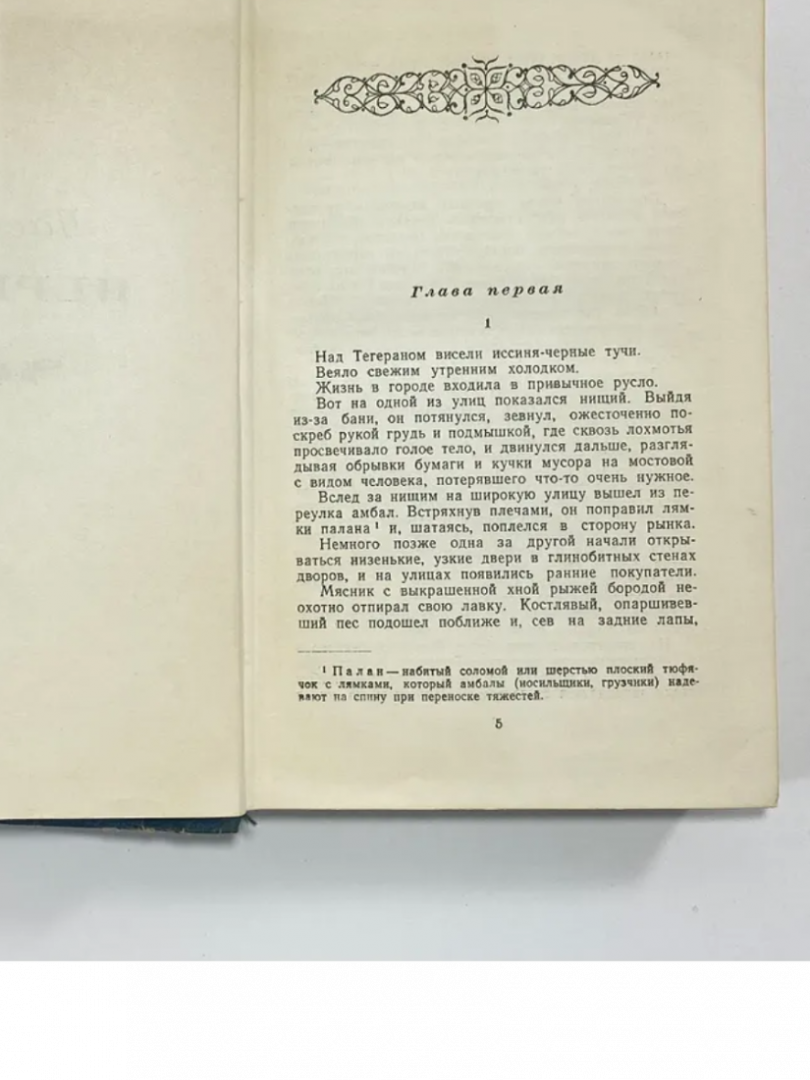 Глава первая
1
Над Тегераном висели иссиня-черные тучи.
Веяло свежим утренним холодком.
Жизнь в городе входила в привычное русло.
Вот на одной из улиц показался нищий. Выйдя
из-за бани, он потянулся, зевнул, ожесточенно по-
скреб рукой грудь и подмышкой, где сквозь лохмотья
просвечивало голое тело, и двинулся дальше, разгля-
дывая обрывки бумаги и кучки мусора на мостовой
с видом человека, потерявшего что-то очень нужное.
Вслед за нищим на широкую улицу вышел из пе-
реулка амбал. Встряхнув плечами, он поправил лям-
ки палана¹ и, шатаясь, поплелся в сторону рынка.
Немного позже одна за другой начали откры-
ваться низенькие, узкие двери в глинобитных стенах
дворов, и на улицах появились ранние покупатели.
Мясник с выкрашенной хной рыжей бородой не-
охотно отпирал свою лавку. Костлявый, опаршивев-
ший пес подошел поближе и, сев на задние лапы,
¹ Палан — набитый соломой или шерстью плоский тюфя-
чок с лямками, который амбалы (носильщики, грузчики) наде-
вают на спину при переноске тяжестей.
5